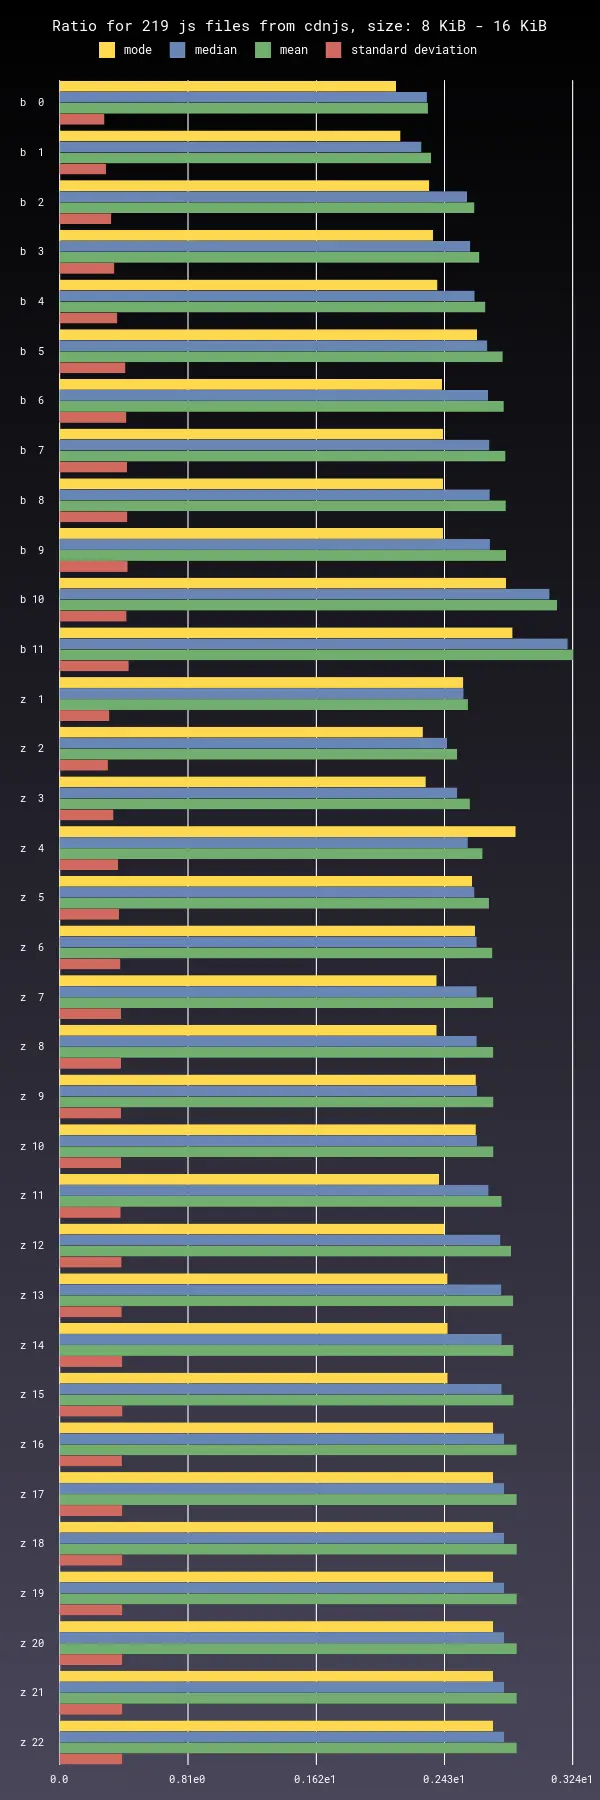 Ratio for 219 js files from cdnjs, size: 8 KiB - 16 KiB
mode median mean standard deviation
b 0
b 1
b 2
b 3
b 4
b 5
b 6
b 7
b 8
b 9
b 10
b 11
z 1
z 2
z 3
z 4
z 5
z 6
z 7
z 8
z 9
z 10
z 11
z 12
z 13
z 14
z 15
z 16
z 17
z 18
z 19
z 20
z 21
z 22
0.0 0.81e0 0.162e1 0.243e1 0.324e1